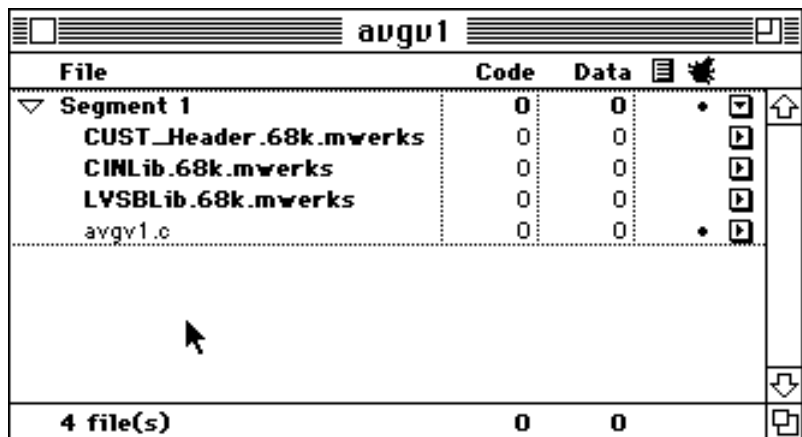 avgv1
File Code Data
Segment 1 0 0 •
CUST_Header.68k.mwerks 0 0
CINLib.68k.mwerks 0 0
LVSBLib.68k.mwerks 0 0
avgv1.c 0 0 •
4 file(s) 0 0